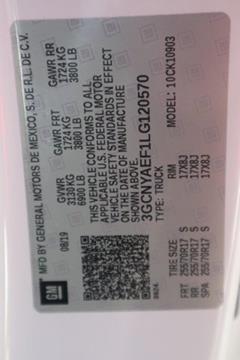 MFD BY GENERAL MOTORS DE MEXICO, S. DE R.L. DE C.V.
08/19 GVWR GAWR FRT GAWR RR
3130 KG 1724 KG 1724 KG
6900 LB 3800 LB 3800 LB
THIS VEHICLE CONFORMS TO ALL
APPLICABLE U.S. FEDERAL MOTOR
VEHICLE SAFETY STANDARDS IN EFFECT
ON THE DATE OF MANUFACTURE
SHOWN ABOVE.
3GCNYAEF1LG120570
TYPE: TRUCK MODEL: 10CK10903
TIRE SIZE RIM
FRT 255/70R17 S 17X8J
RR 255/70R17 S 17X8J
SPA 255/70R17 S 17X8J
GM